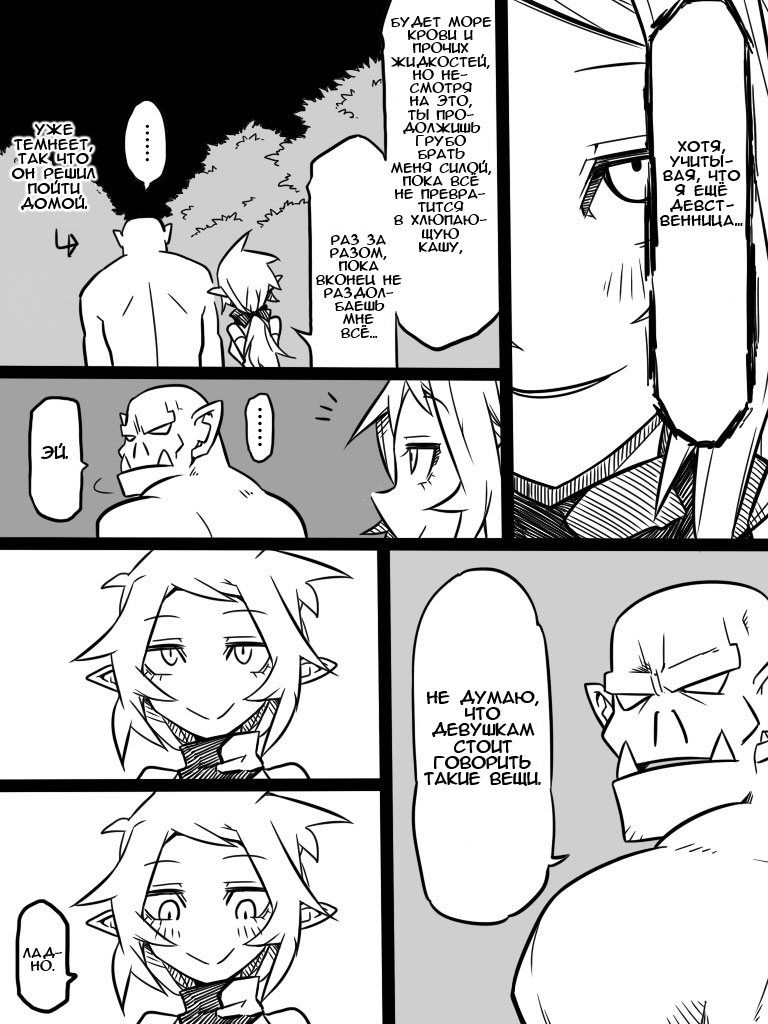 ХОТЯ,
УЧИТЫ-
ВАЯ, ЧТО
Я ЕЩЁ
ДЕВСТ-
ВЕННИЦА...
БУДЕТ МОРЕ
КРОВИ И
ПРОЧИХ
ЖИДКОСТЕЙ,
НО НЕ-
СМОТРЯ
НА ЭТО,
ТЫ ПРО-
ДОЛЖИШЬ
ГРУБО
БРАТЬ
МЕНЯ СИЛОЙ,
ПОКА ВСЁ
НЕ ПРЕВРА-
ТИТСЯ
В ХЛЮПАЮ-
ЩУЮ
КАШУ,
РАЗ ЗА
РАЗОМ,
ПОКА
ВКОНЕЦ НЕ
РАЗДОЛ-
БАЕШЬ
МНЕ
ВСЁ...
.....
УЖЕ
ТЕМНЕЕТ,
ТАК ЧТО
ОН РЕШИЛ
ПОЙТИ
ДОМОЙ.
....
ЭЙ.
НЕ ДУМАЮ,
ЧТО
ДЕВУШКАМ
СТОИТ
ГОВОРИТЬ
ТАКИЕ ВЕЩИ.
ЛАД-
НО.